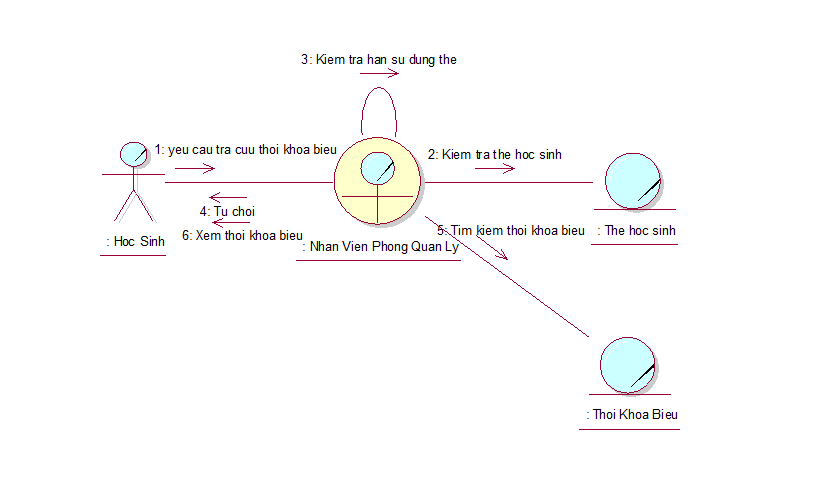 3: Kiem tra han su dung the
1: yeu cau tra cuu thoi khoa bieu
2: Kiem tra the hoc sinh
4: Tu choi
6: Xem thoi khoa bieu
5: Tim kiem thoi khoa bieu
: Hoc Sinh
: Nhan Vien Phong Quan Ly
: The hoc sinh
: Thoi Khoa Bieu